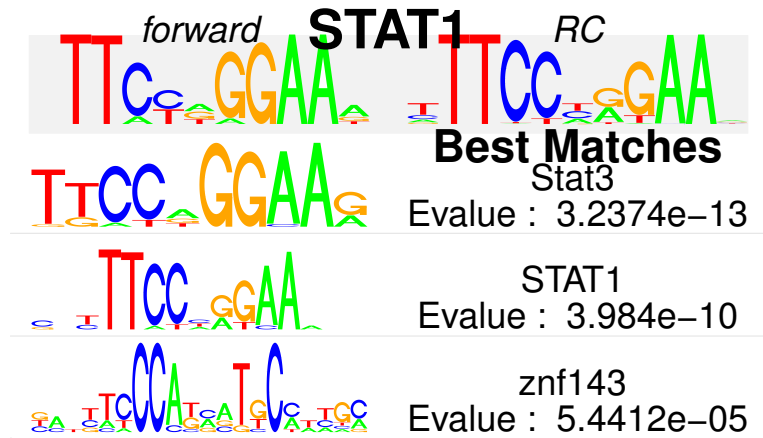 STAT1
forward
RC
Best Matches
Stat3
Evalue : 3.2374e−13
STAT1
Evalue : 3.984e−10
znf143
Evalue : 5.4412e−05